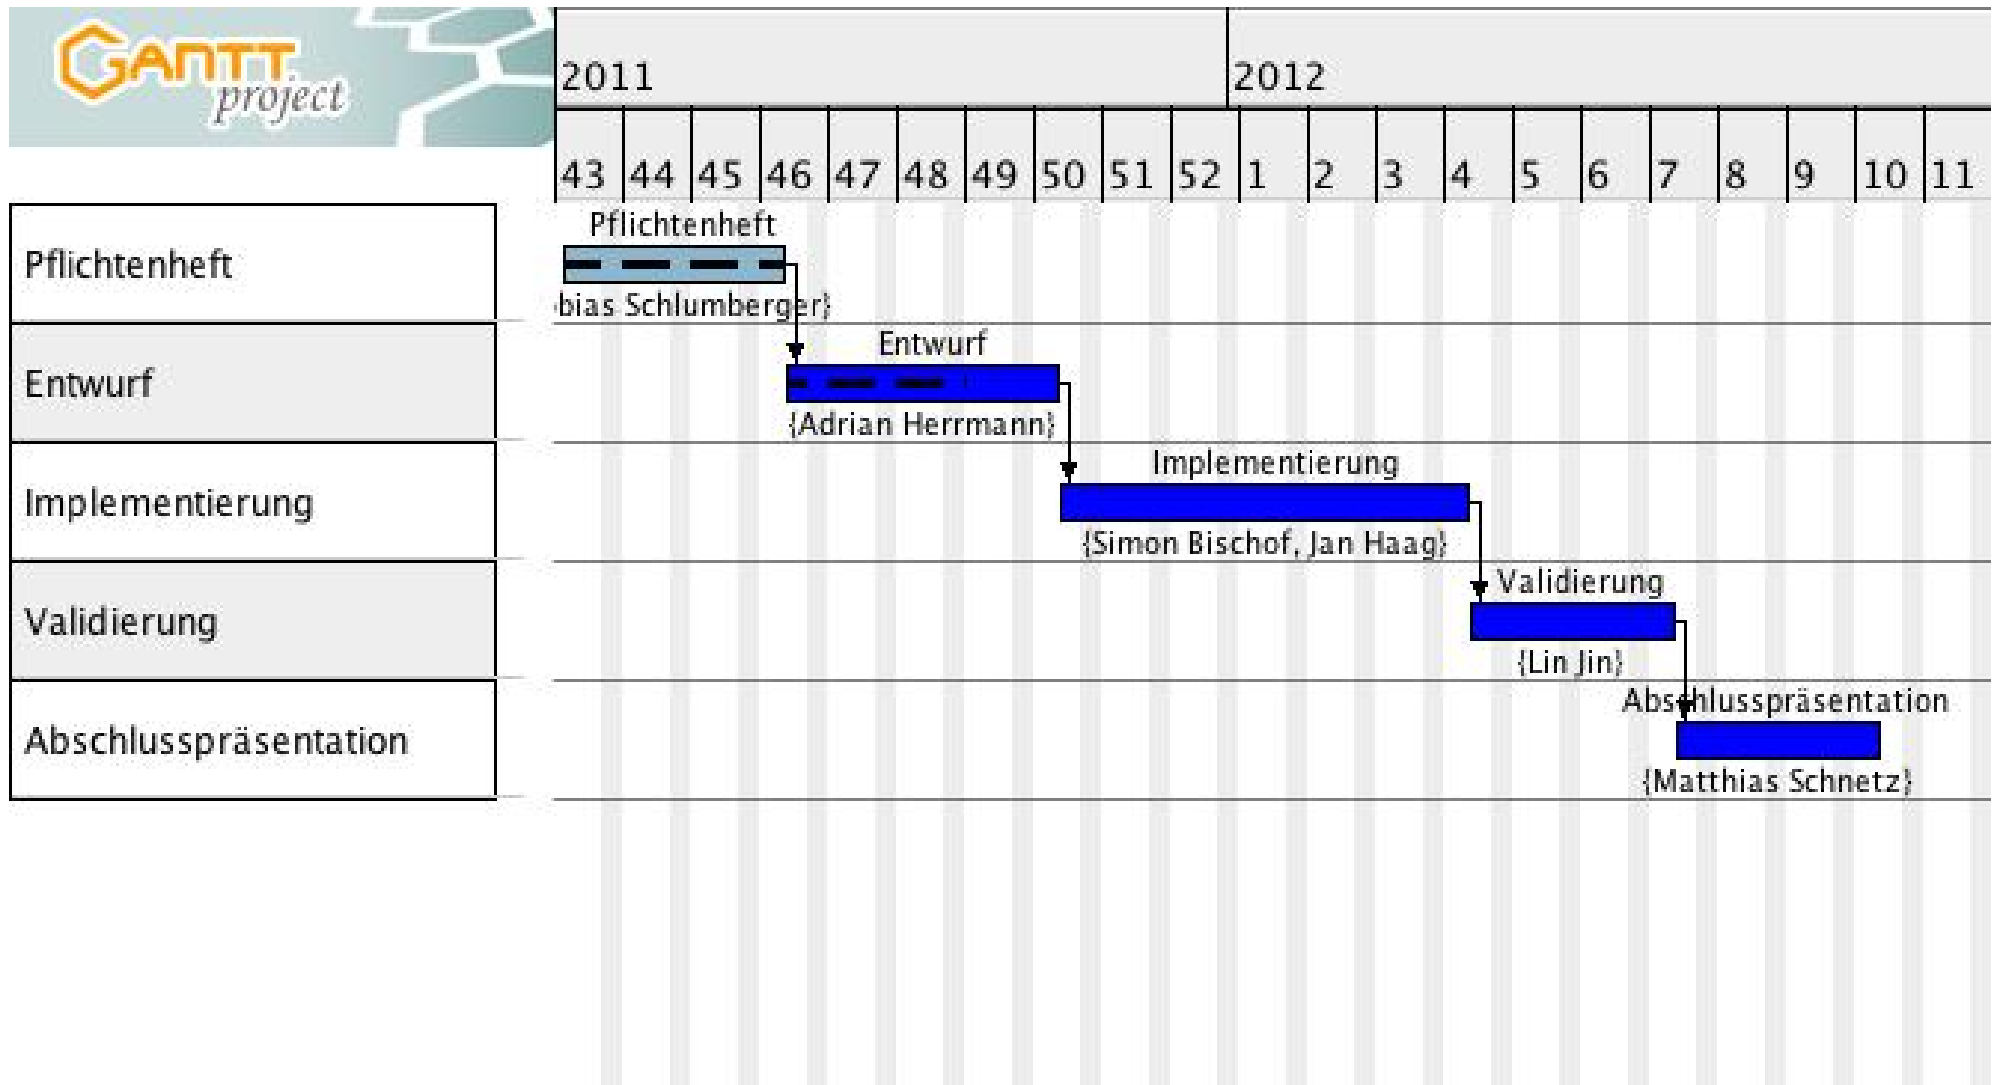 GANTT
project
2011 2012
43 44 45 46 47 48 49 50 51 52 1 2 3 4 5 6 7 8 9 10 11
Pflichtenheft
Pflichtenheft
bias Schlumberger}
Entwurf
Entwurf
{Adrian Herrmann}
Implementierung
Implementierung
{Simon Bischof, Jan Haag}
Validierung
Validierung
{Lin Jin}
Abschlusspräsentation
Abschlusspräsentation
{Matthias Schnetz}